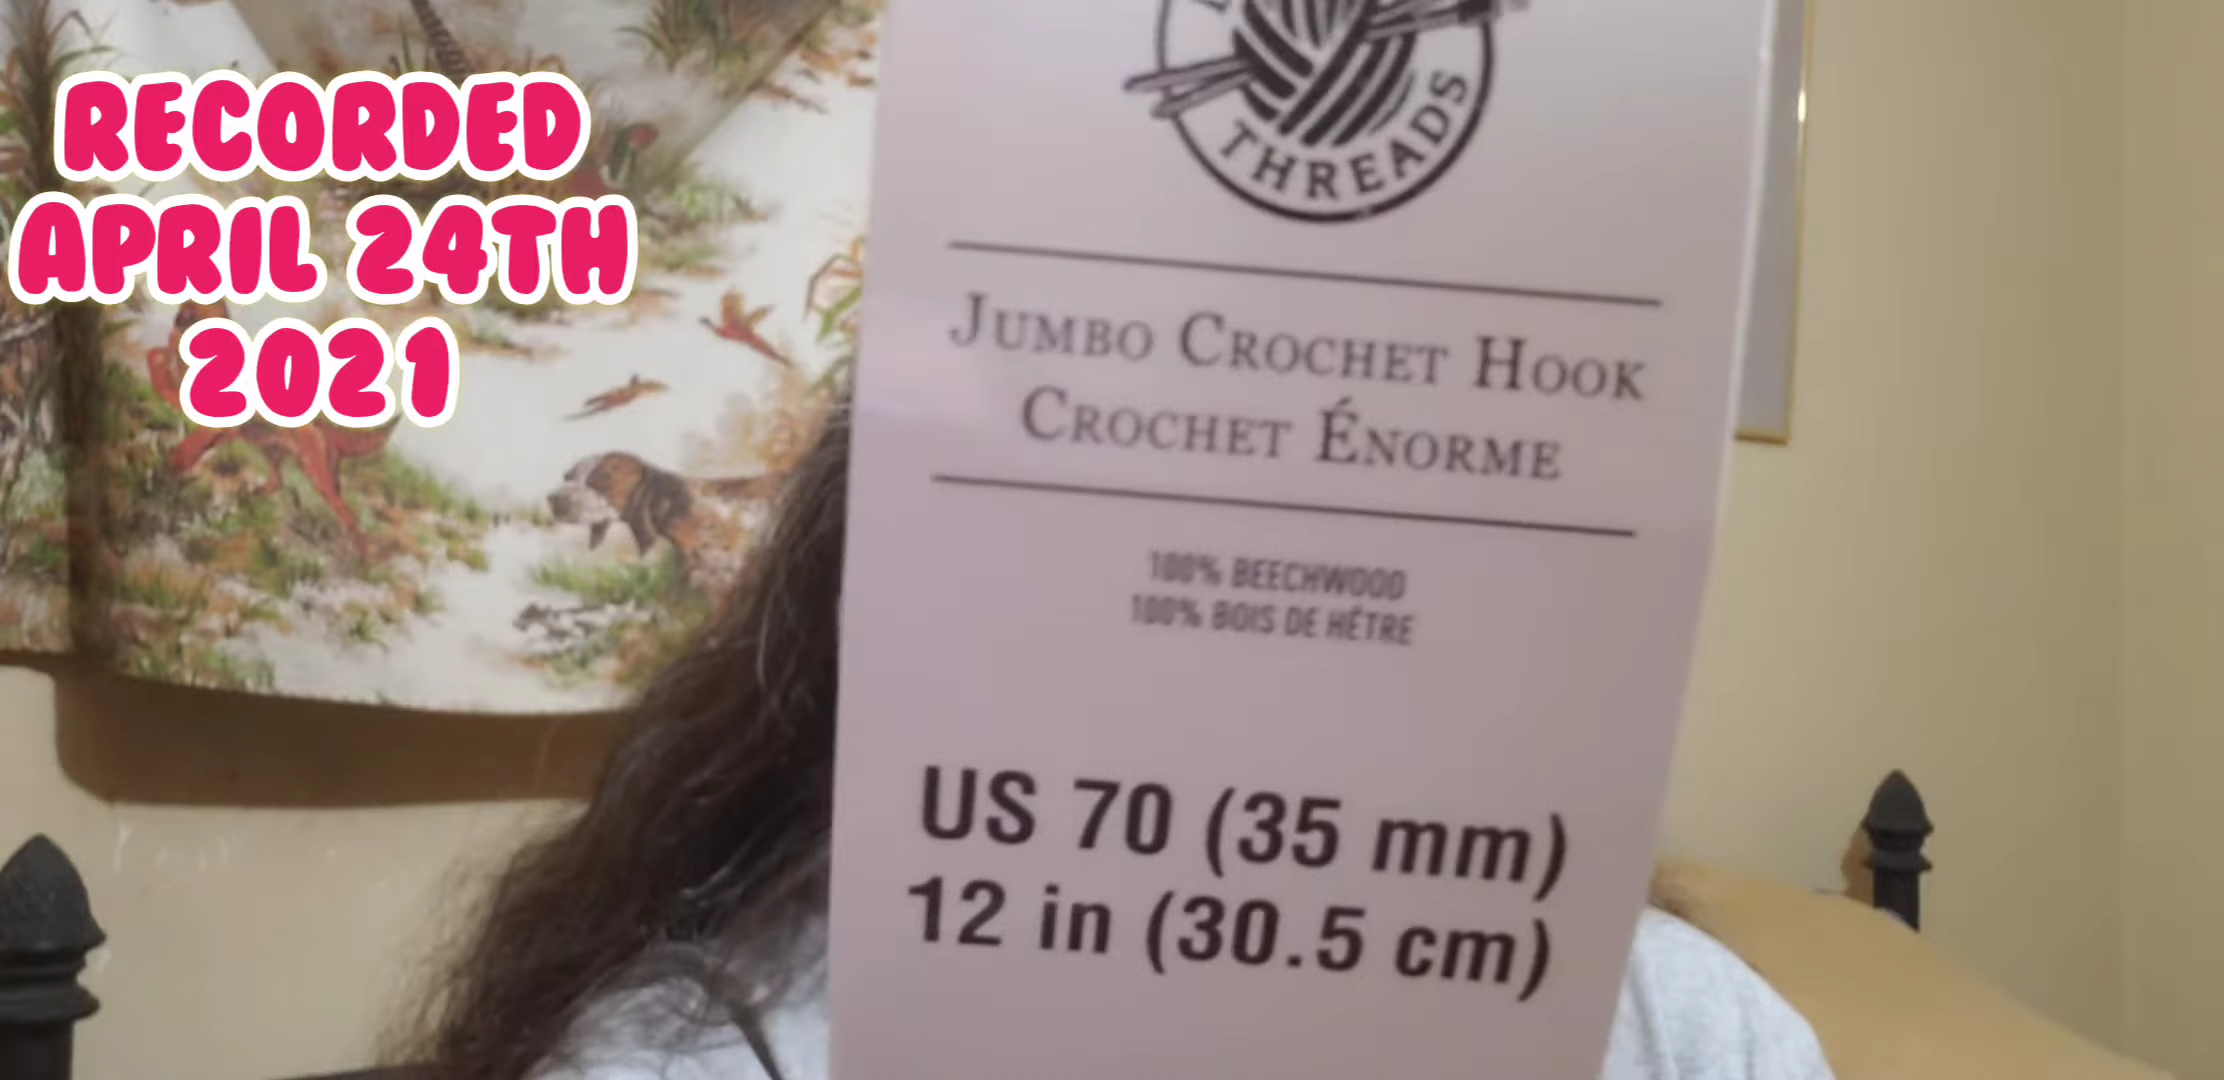 RECORDED
APRIL 24TH
2021
THREADS
JUMBO CROCHET HOOK
CROCHET ÉNORME
100% BEECHWOOD
100% BOIS DE HÊTRE
US 70 (35 mm)
12 in (30.5 cm)